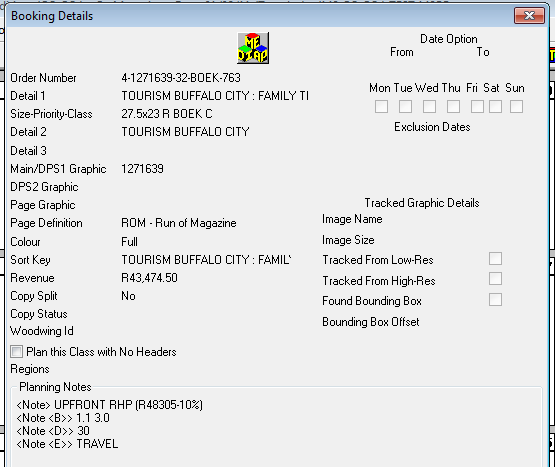 Booking Details
ME
DIAP
Date Option
From To
Order Number 4-1271639-32-BOEK-763
Detail 1 TOURISM BUFFALO CITY : FAMILY TI
Mon Tue Wed Thu Fri Sat Sun
Size-Priority-Class 27.5x23 R BOEK C
Exclusion Dates
Detail 2 TOURISM BUFFALO CITY
Detail 3
Main/DPS1 Graphic 1271639
DPS2 Graphic
Page Graphic
Tracked Graphic Details
Page Definition ROM - Run of Magazine
Image Name
Colour Full
Image Size
Sort Key TOURISM BUFFALO CITY : FAMIL
Tracked From Low-Res
Revenue R43,474.50
Tracked From High-Res
Copy Split No
Found Bounding Box
Copy Status
Bounding Box Offset
Woodwing Id
Plan this Class with No Headers
Regions
Planning Notes
<Note> UPFRONT RHP (R48305-10%)
<Note <B>> 1.1 3.0
<Note <D>> 30
<Note <E>> TRAVEL